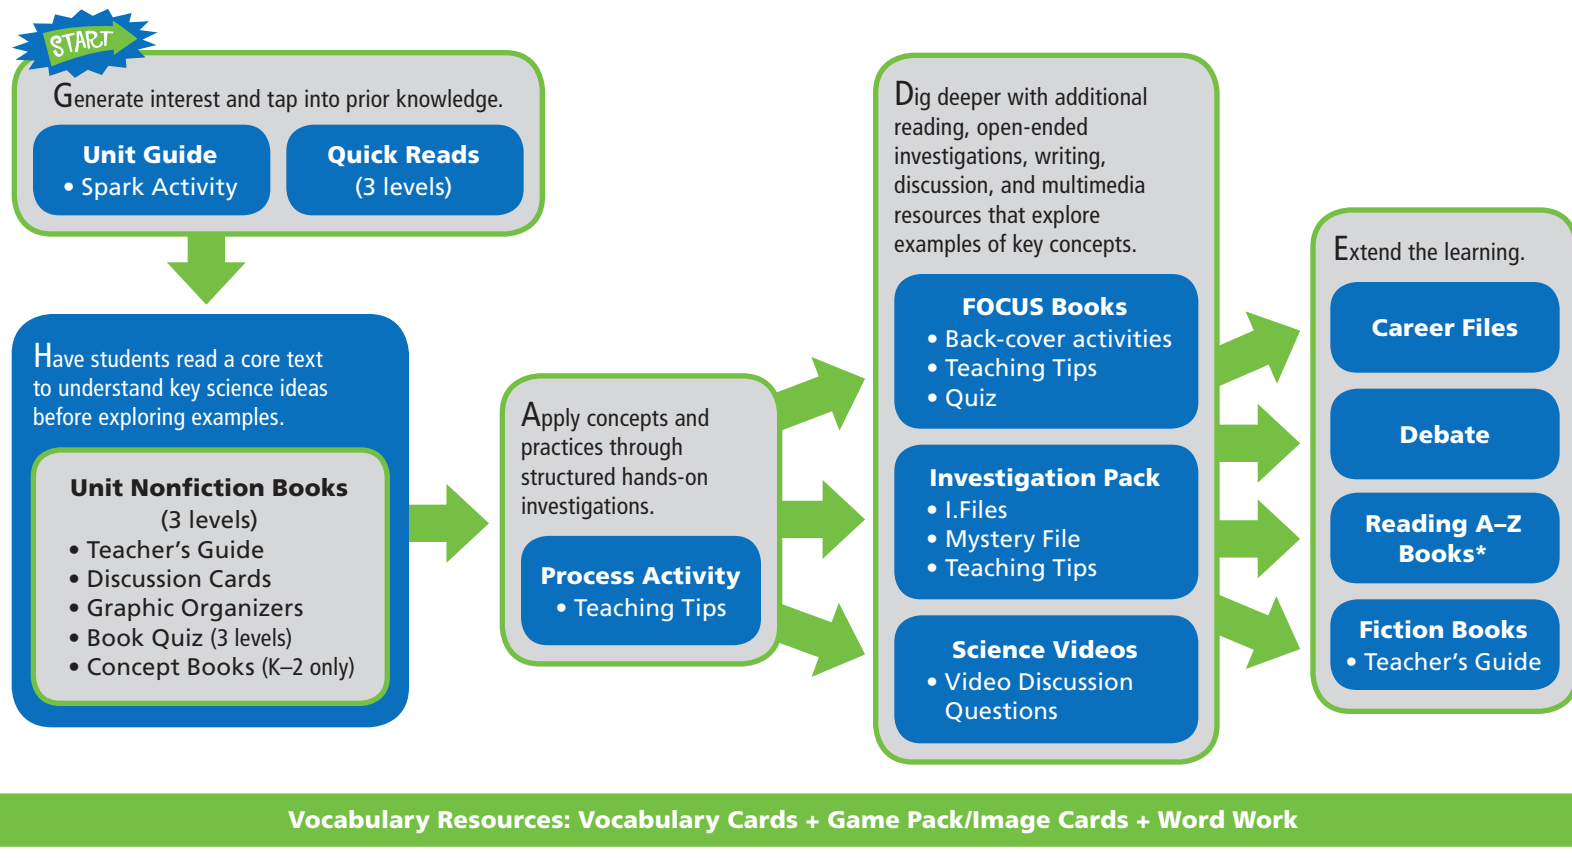 START
Generate interest and tap into prior knowledge.
Unit Guide
• Spark Activity
Quick Reads
(3 levels)
Have students read a core text
to understand key science ideas
before exploring examples.
Unit Nonfiction Books
(3 levels)
• Teacher’s Guide
• Discussion Cards
• Graphic Organizers
• Book Quiz (3 levels)
• Concept Books (K–2 only)
Apply concepts and
practices through
structured hands-on
investigations.
Process Activity
• Teaching Tips
Dig deeper with additional
reading, open-ended
investigations, writing,
discussion, and multimedia
resources that explore
examples of key concepts.
FOCUS Books
• Back-cover activities
• Teaching Tips
• Quiz
Investigation Pack
• I.Files
• Mystery File
• Teaching Tips
Science Videos
• Video Discussion
Questions
Extend the learning.
Career Files
Debate
Reading A–Z
Books*
Fiction Books
• Teacher’s Guide
Vocabulary Resources: Vocabulary Cards + Game Pack/Image Cards + Word Work